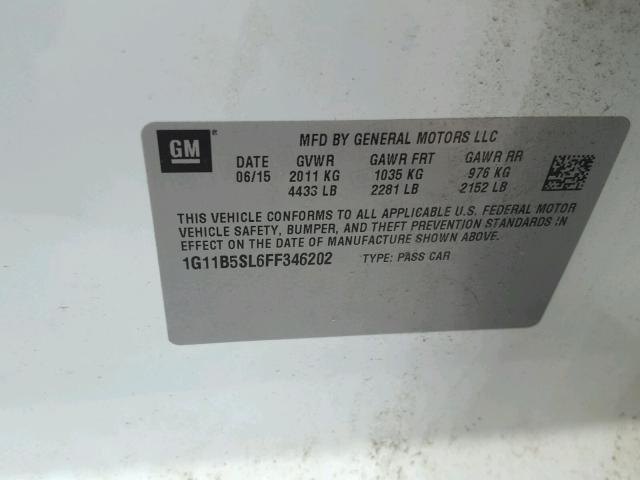 GM®
MFD BY GENERAL MOTORS LLC
DATE GVWR GAWR FRT GAWR RR
06/15 2011 KG 1035 KG 976 KG
4433 LB 2281 LB 2152 LB
THIS VEHICLE CONFORMS TO ALL APPLICABLE U.S. FEDERAL MOTOR
VEHICLE SAFETY, BUMPER, AND THEFT PREVENTION STANDARDS IN
EFFECT ON THE DATE OF MANUFACTURE SHOWN ABOVE.
1G11B5SL6FF346202 TYPE: PASS CAR